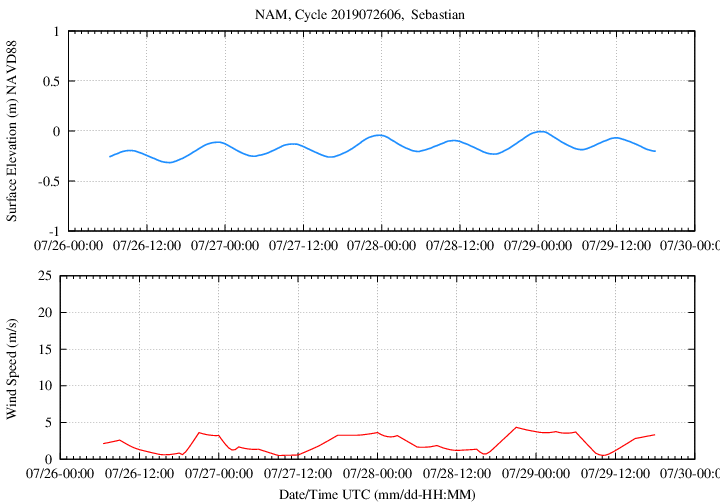 NAM, Cycle 2019072606, Sebastian
Surface Elevation (m) NAVD88
1
0.5
0
-0.5
-1
07/26-00:00 07/26-12:00 07/27-00:00 07/27-12:00 07/28-00:00 07/28-12:00 07/29-00:00 07/29-12:00 07/30-00:0
Wind Speed (m/s)
25
20
15
10
5
0
07/26-00:00 07/26-12:00 07/27-00:00 07/27-12:00 07/28-00:00 07/28-12:00 07/29-00:00 07/29-12:00 07/30-00:0
Date/Time UTC (mm/dd-HH:MM)